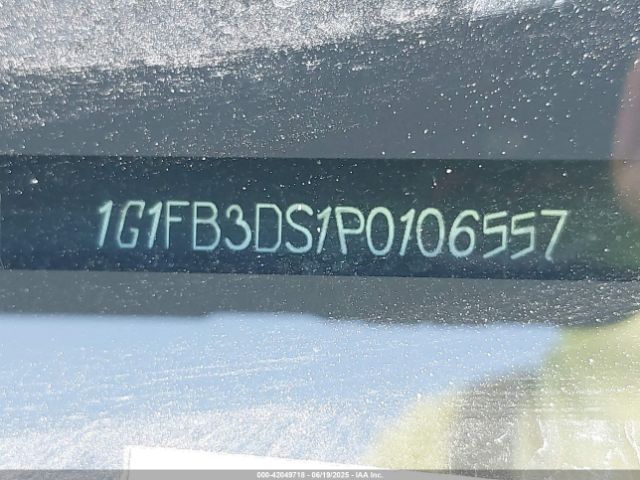 1G1FB3DS1P0106557
000-42049718 - 06/19/2025 - IAA Inc.